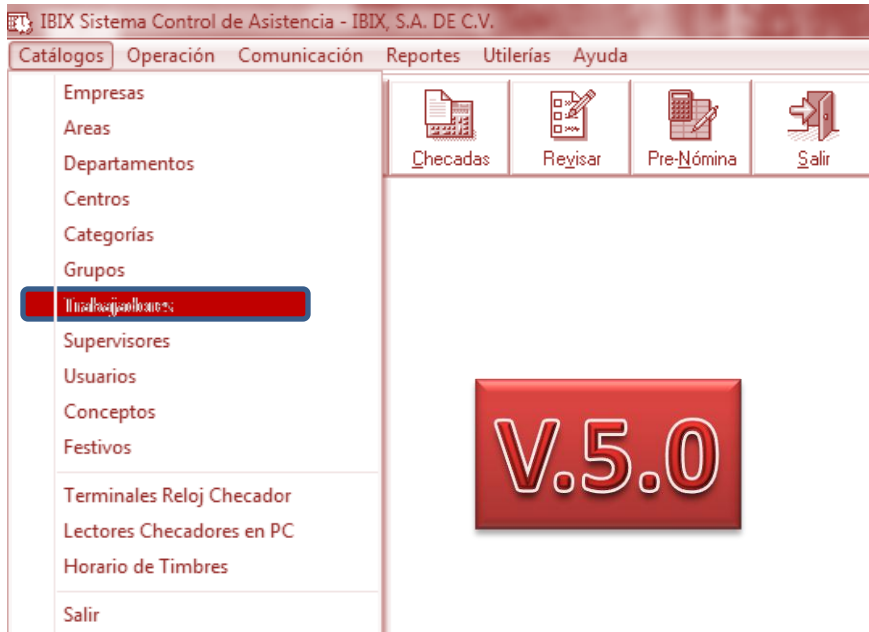 IBIX Sistema Control de Asistencia - IBIX, S.A. DE C.V.
Catálogos Operación Comunicación Reportes Utilerías Ayuda
Checadas Revisar Pre-Nómina Salir
Empresas
Areas
Departamentos
Centros
Categorías
Grupos
Trabajadores
Supervisores
Usuarios
Conceptos
Festivos
Terminales Reloj Checador
Lectores Checadores en PC
Horario de Timbres
Salir
V.5.0